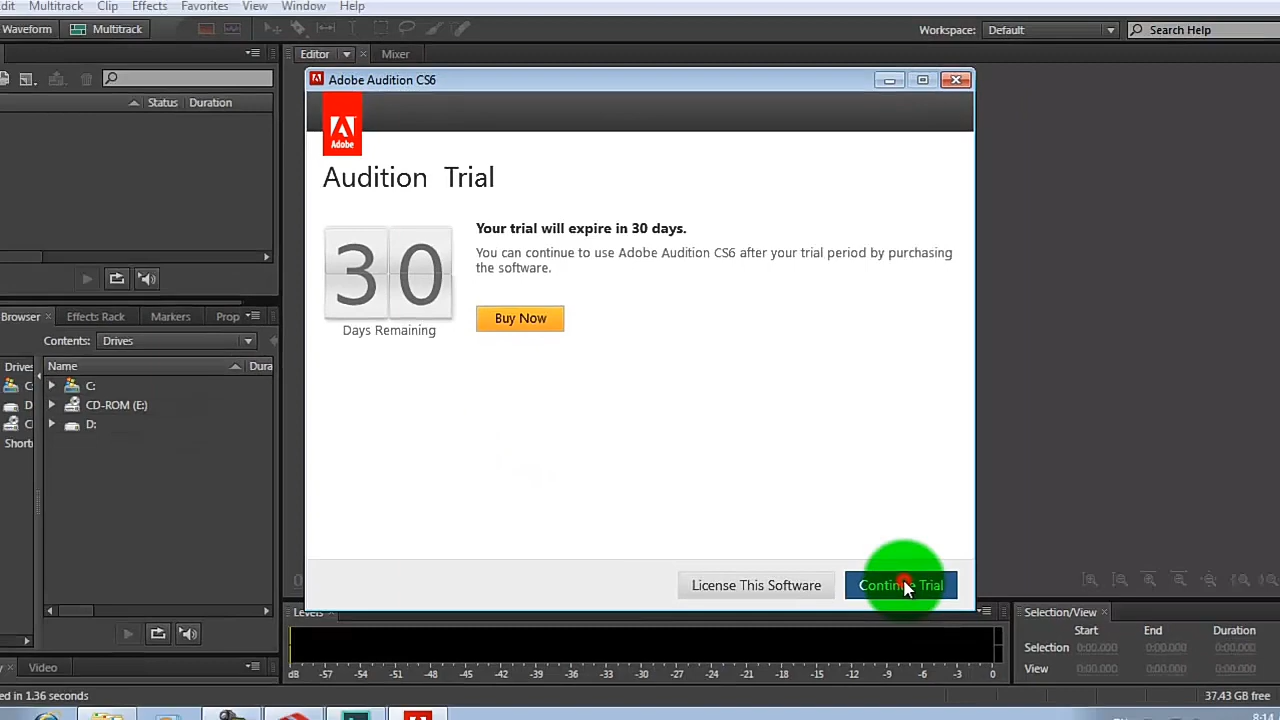 dit Multitrack Clip Effects Favorites View Window Help
Waveform Multitrack Workspace: Default Search Help
Editor Mixer
Adobe Audition CS6
Status Duration
Adobe
Audition Trial
Your trial will expire in 30 days.
You can continue to use Adobe Audition CS6 after your trial period by purchasing
the software.
30
Buy Now
Days Remaining
Browser Effects Rack Markers Prop
Contents: Drives
Drives Name Dura
C C:
D CD-ROM (E:)
C D:
Short
License This Software Continue Trial
Levels Selection/View
Start End Duration
Selection 0:00.000 0:00.000 0:00.000
View 0:00.000 0:00.000 0:00.000
dB -57 -54 -51 -48 -45 -42 -39 -36 -33 -30 -27 -24 -21 -18 -15 -12 -9 -6 -3 0
y Video
ed in 1.36 seconds 37.43 GB free
8:14